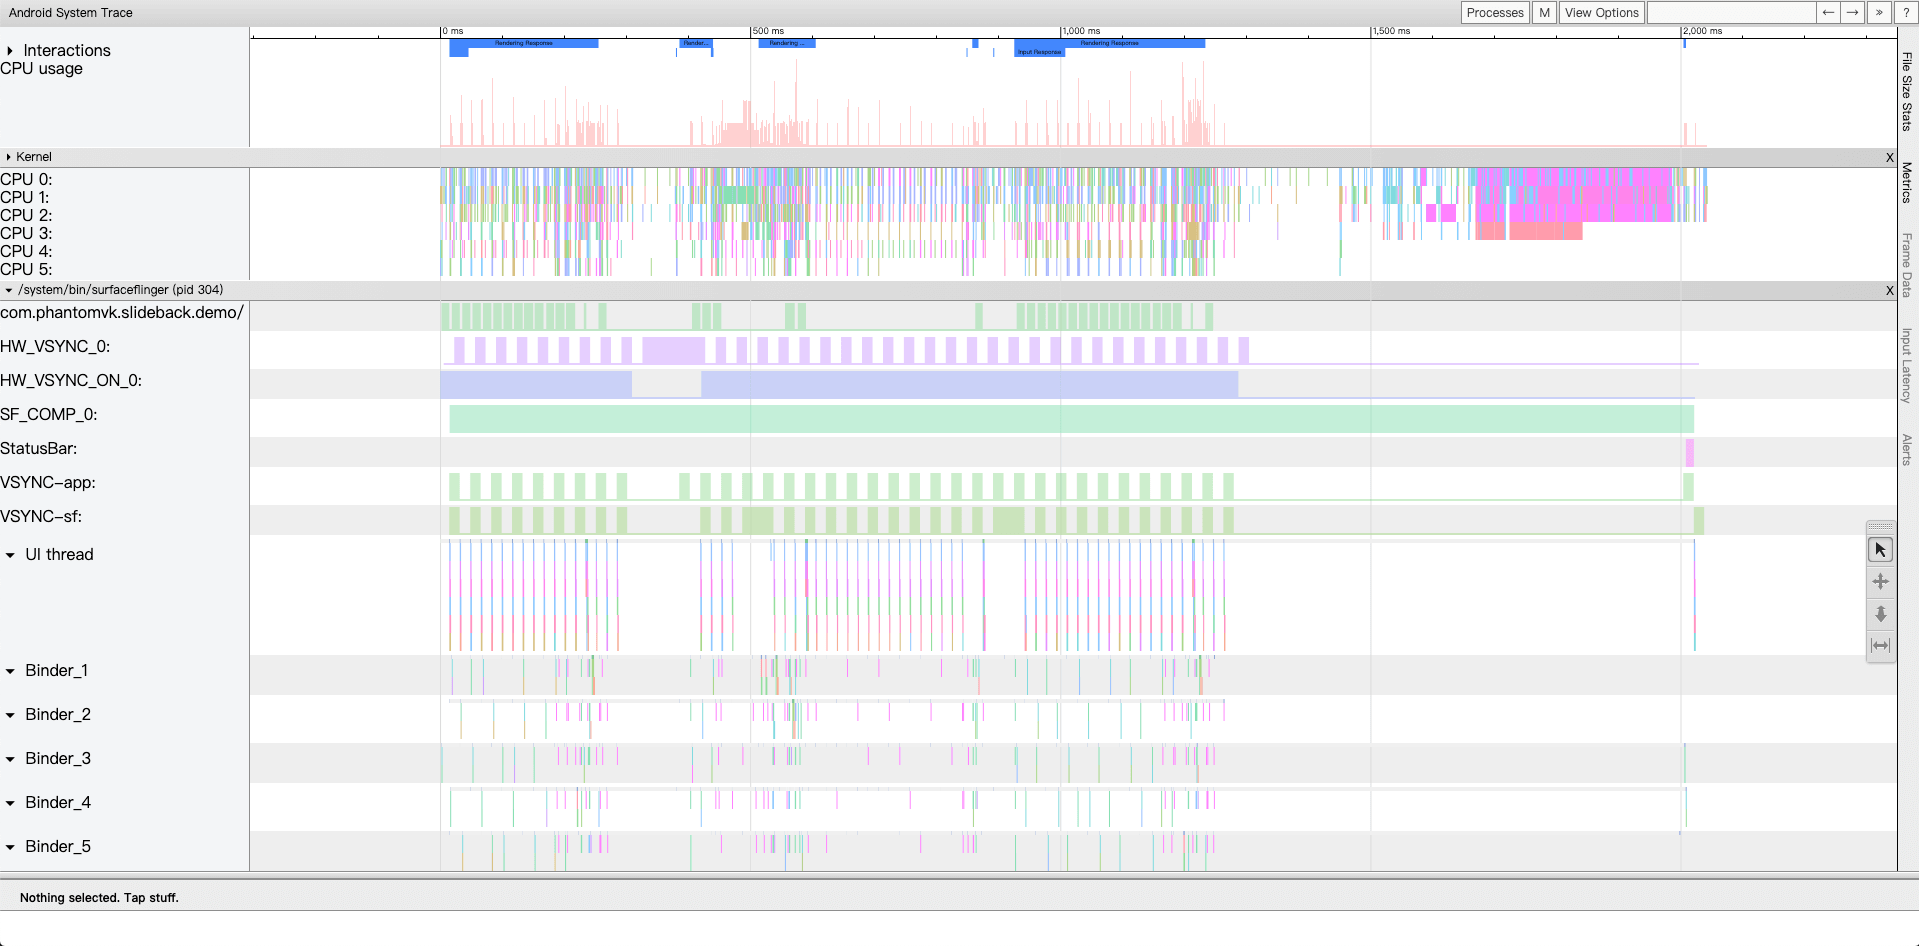 Android System Trace
Processes M View Options ← → » ?
0 ms 500 ms 1,000 ms 1,500 ms 2,000 ms
Interactions
Rendering Response Render... Rendering ... Rendering Response
Input Response
CPU usage
Kernel X
CPU 0:
CPU 1:
CPU 2:
CPU 3:
CPU 4:
CPU 5:
/system/bin/surfaceflinger (pid 304) X
com.phantomvk.slideback.demo/
HW_VSYNC_0:
HW_VSYNC_ON_0:
SF_COMP_0:
StatusBar:
VSYNC-app:
VSYNC-sf:
UI thread
Binder_1
Binder_2
Binder_3
Binder_4
Binder_5
File Size Stats
Metrics
Frame Data
Input Latency
Alerts
Nothing selected. Tap stuff.